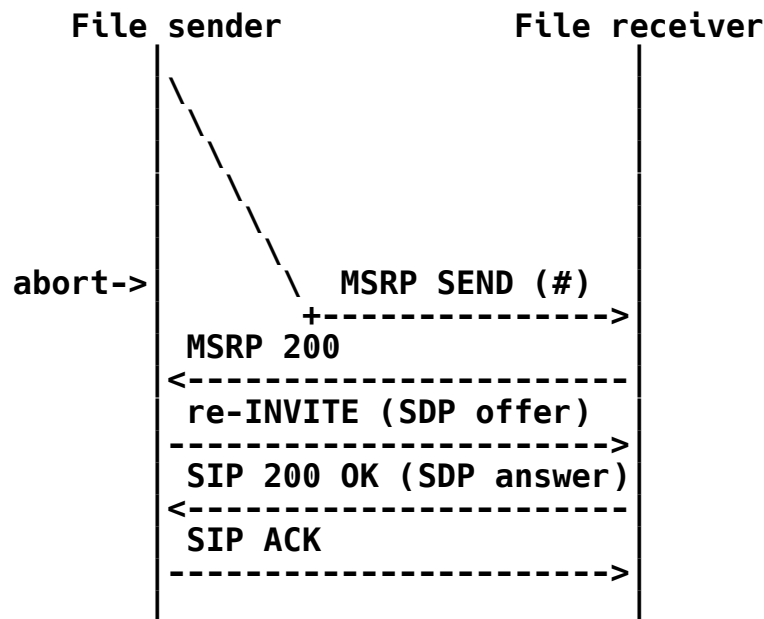 File sender File receiver
abort-> MSRP SEND (#)
MSRP 200
re-INVITE (SDP offer)
SIP 200 OK (SDP answer)
SIP ACK